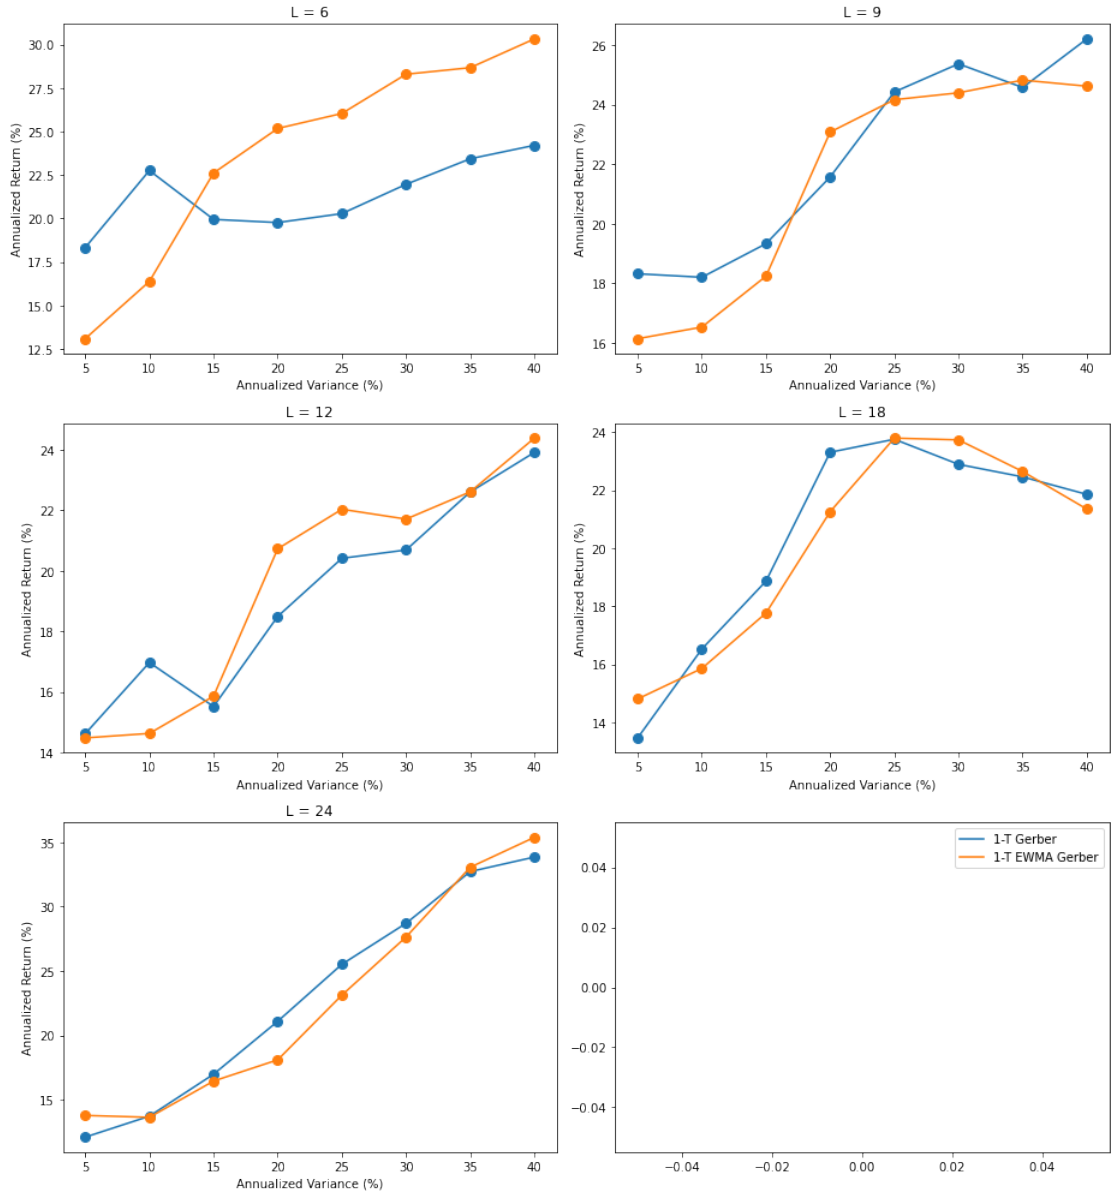 L = 6
30.0
27.5
25.0
22.5
20.0
17.5
15.0
12.5
Annualized Return (%)
5 10 15 20 25 30 35 40
Annualized Variance (%)
L = 9
26
24
22
20
18
16
Annualized Return (%)
5 10 15 20 25 30 35 40
Annualized Variance (%)
L = 12
24
22
20
18
16
14
Annualized Return (%)
5 10 15 20 25 30 35 40
Annualized Variance (%)
L = 18
24
22
20
18
16
14
Annualized Return (%)
5 10 15 20 25 30 35 40
Annualized Variance (%)
L = 24
35
30
25
20
15
Annualized Return (%)
5 10 15 20 25 30 35 40
Annualized Variance (%)
1-T Gerber
1-T EWMA Gerber
0.04
0.02
0.00
−0.02
−0.04
−0.04 −0.02 0.00 0.02 0.04